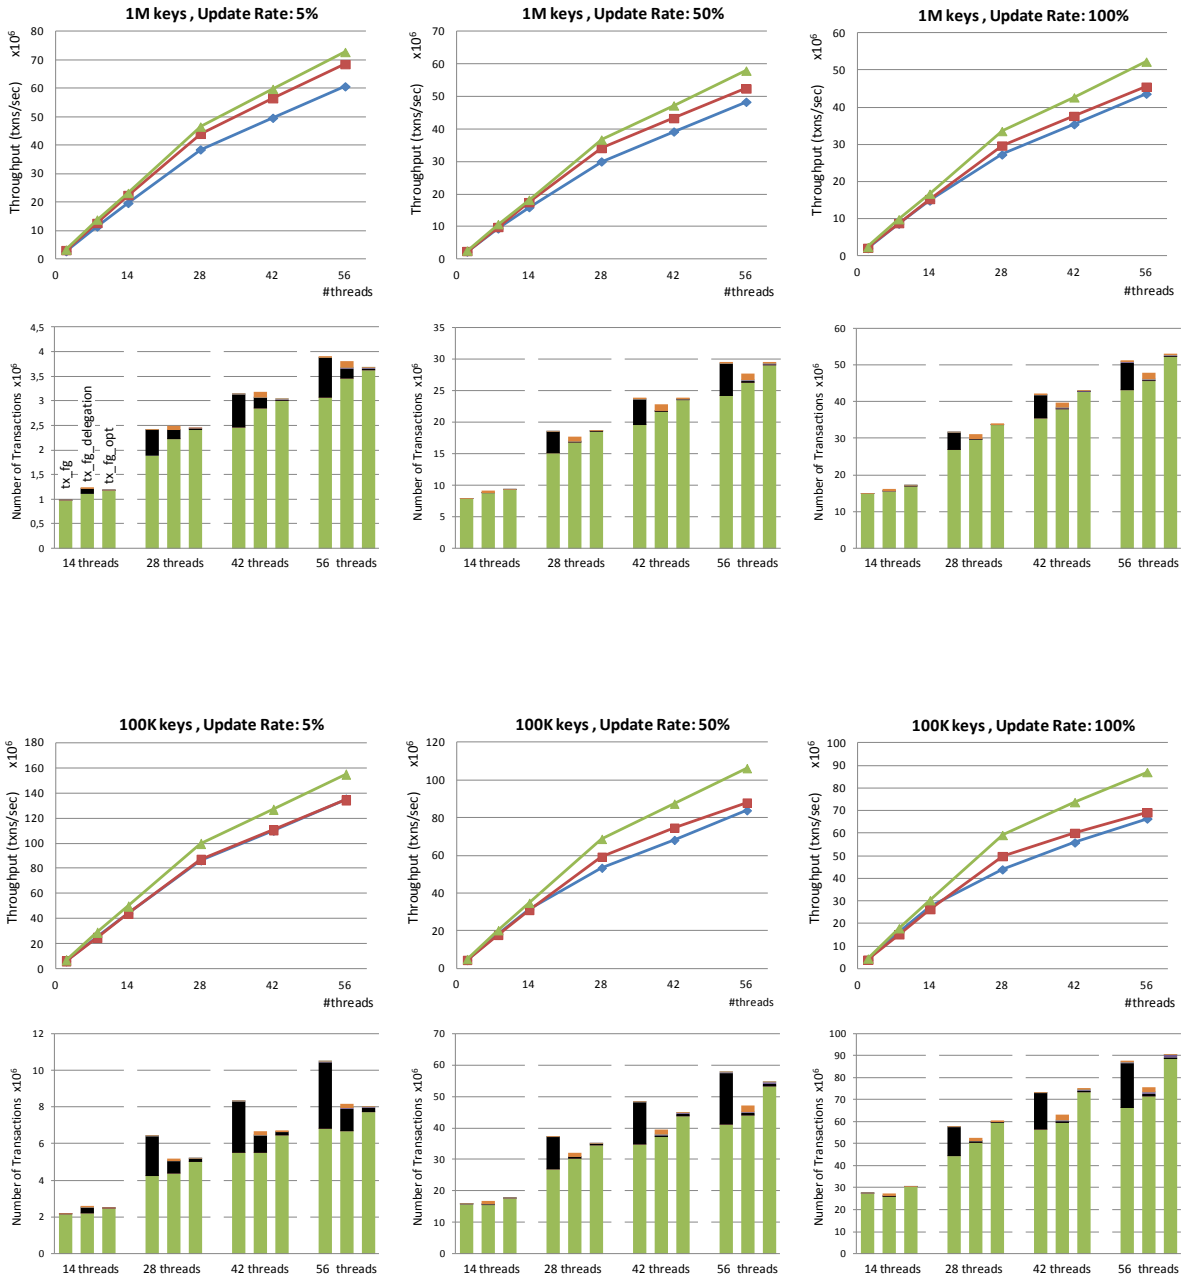 1M keys , Update Rate: 5%
x10⁶
Throughput (txns/sec)
80
70
60
50
40
30
20
10
0
0 14 28 42 56
#threads
1M keys , Update Rate: 50%
x10⁶
Throughput (txns/sec)
70
60
50
40
30
20
10
0
0 14 28 42 56
#threads
1M keys , Update Rate: 100%
x10⁶
Throughput (txns/sec)
60
50
40
30
20
10
0
0 14 28 42 56
#threads
Number of Transactions x10⁶
4,5
4
3,5
3
2,5
2
1,5
1
0,5
0
tx_fg
tx_fg_delegation
tx_fg_opt
14 threads 28 threads 42 threads 56 threads
Number of Transactions x10⁶
35
30
25
20
15
10
5
0
14 threads 28 threads 42 threads 56 threads
Number of Transactions x10⁶
60
50
40
30
20
10
0
14 threads 28 threads 42 threads 56 threads
100K keys , Update Rate: 5%
x10⁶
Throughput (txns/sec)
180
160
140
120
100
80
60
40
20
0
0 14 28 42 56
#threads
100K keys , Update Rate: 50%
x10⁶
Throughput (txns/sec)
120
100
80
60
40
20
0
0 14 28 42 56
#threads
100K keys , Update Rate: 100%
x10⁶
Throughput (txns/sec)
100
90
80
70
60
50
40
30
20
10
0
0 14 28 42 56
#threads
Number of Transactions x10⁶
12
10
8
6
4
2
0
14 threads 28 threads 42 threads 56 threads
Number of Transactions x10⁶
70
60
50
40
30
20
10
0
14 threads 28 threads 42 threads 56 threads
Number of Transactions x10⁶
100
90
80
70
60
50
40
30
20
10
0
14 threads 28 threads 42 threads 56 threads